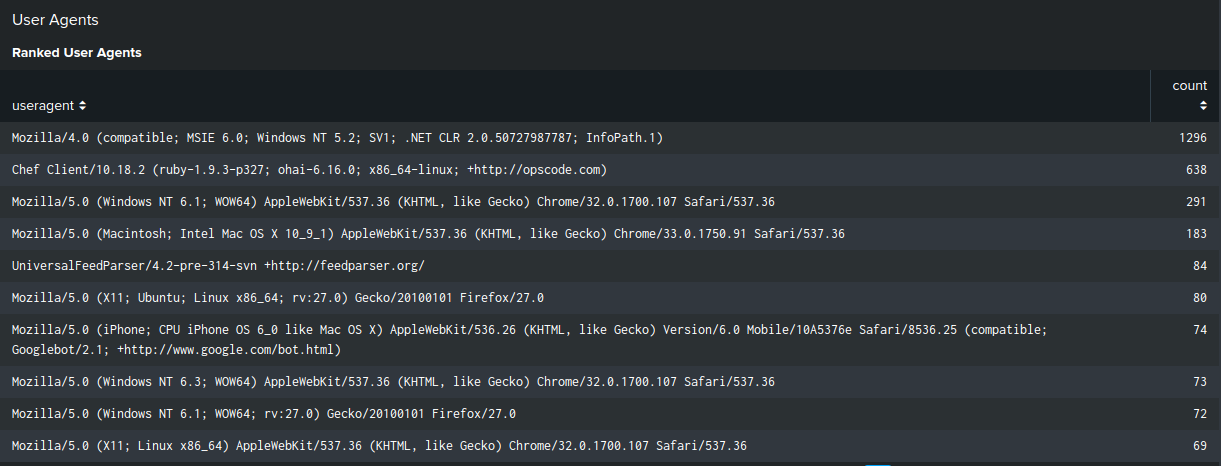 User Agents
Ranked User Agents
useragent count
Mozilla/4.0 (compatible; MSIE 6.0; Windows NT 5.2; SV1; .NET CLR 2.0.50727987787; InfoPath.1) 1296
Chef Client/10.18.2 (ruby-1.9.3-p327; ohai-6.16.0; x86_64-linux; +http://opscode.com) 638
Mozilla/5.0 (Windows NT 6.1; WOW64) AppleWebKit/537.36 (KHTML, like Gecko) Chrome/32.0.1700.107 Safari/537.36 291
Mozilla/5.0 (Macintosh; Intel Mac OS X 10_9_1) AppleWebKit/537.36 (KHTML, like Gecko) Chrome/33.0.1750.91 Safari/537.36 183
UniversalFeedParser/4.2-pre-314-svn +http://feedparser.org/ 84
Mozilla/5.0 (X11; Ubuntu; Linux x86_64; rv:27.0) Gecko/20100101 Firefox/27.0 80
Mozilla/5.0 (iPhone; CPU iPhone OS 6_0 like Mac OS X) AppleWebKit/536.26 (KHTML, like Gecko) Version/6.0 Mobile/10A5376e Safari/8536.25 (compatible; 74
Googlebot/2.1; +http://www.google.com/bot.html)
Mozilla/5.0 (Windows NT 6.3; WOW64) AppleWebKit/537.36 (KHTML, like Gecko) Chrome/32.0.1700.107 Safari/537.36 73
Mozilla/5.0 (Windows NT 6.1; WOW64; rv:27.0) Gecko/20100101 Firefox/27.0 72
Mozilla/5.0 (X11; Linux x86_64) AppleWebKit/537.36 (KHTML, like Gecko) Chrome/32.0.1700.107 Safari/537.36 69